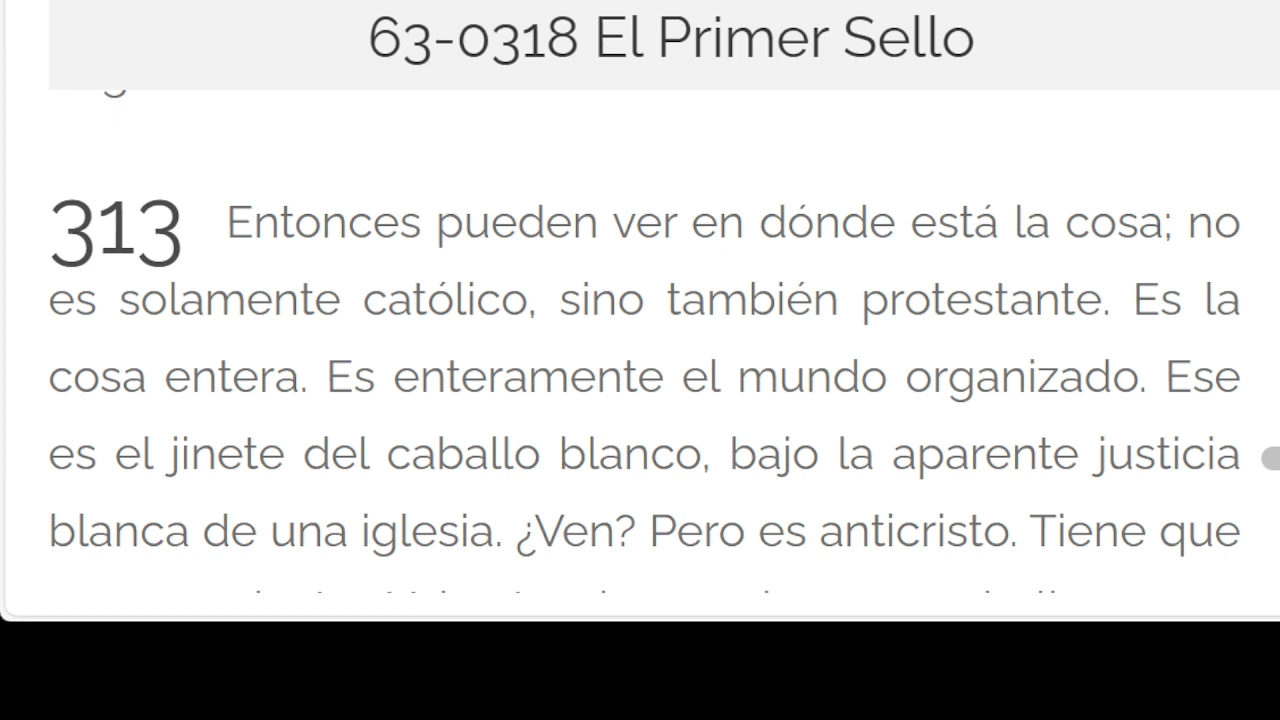 63-0318 El Primer Sello
313 Entonces pueden ver en dónde está la cosa; no
es solamente católico, sino también protestante. Es la
cosa entera. Es enteramente el mundo organizado. Ese
es el jinete del caballo blanco, bajo la aparente justicia
blanca de una iglesia. ¿Ven? Pero es anticristo. Tiene que